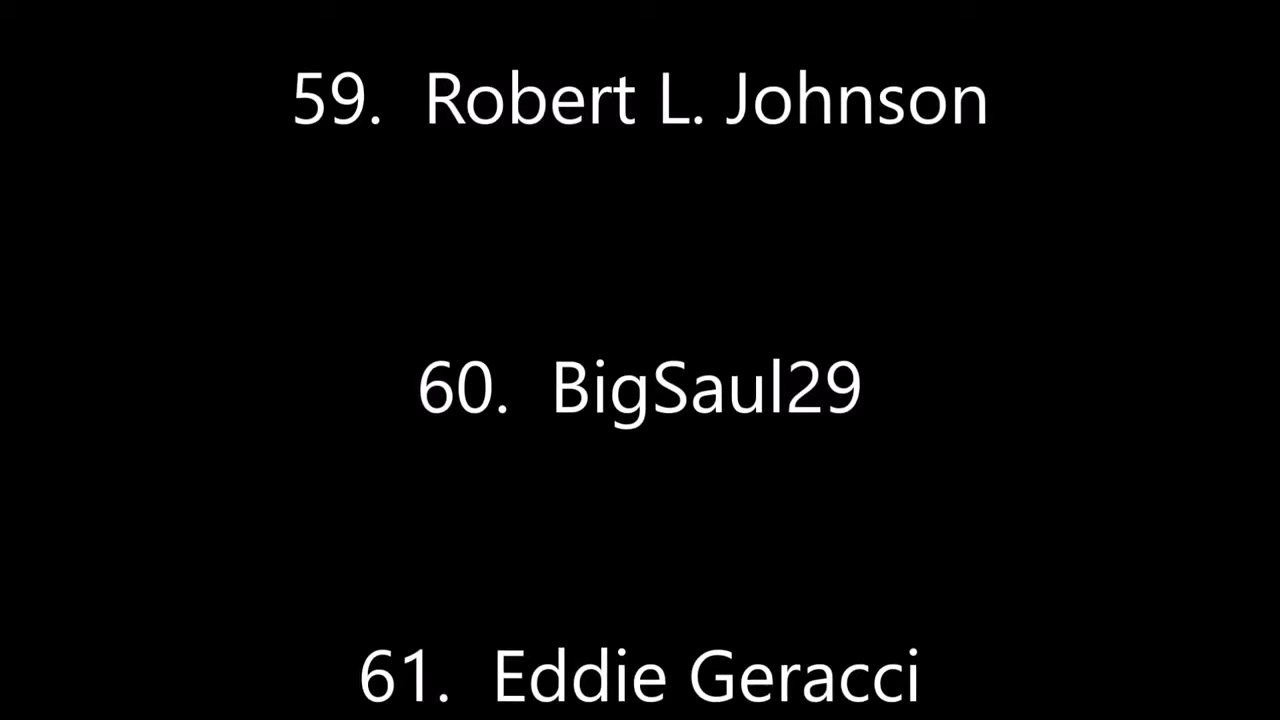 59.  Robert L. Johnson
60.  BigSaul29
61.  Eddie Geracci